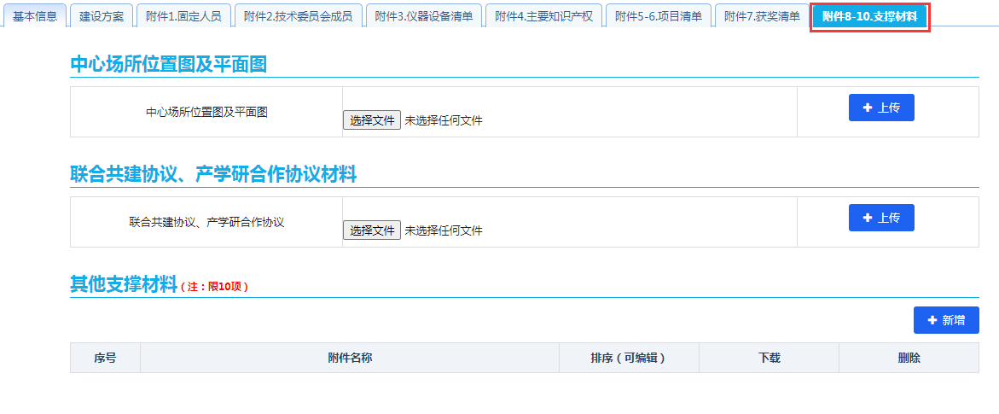 基本信息 建设方案 附件1.固定人员 附件2.技术委员会成员 附件3.仪器设备清单 附件4.主要知识产权 附件5-6.项目清单 附件7.获奖清单 附件8-10.支撑材料
中心场所位置图及平面图
中心场所位置图及平面图 选择文件 未选择任何文件 上传
联合共建协议、产学研合作协议材料
联合共建协议、产学研合作协议 选择文件 未选择任何文件 上传
其他支撑材料（注：限10项）
新增
序号 附件名称 排序（可编辑） 下载 删除